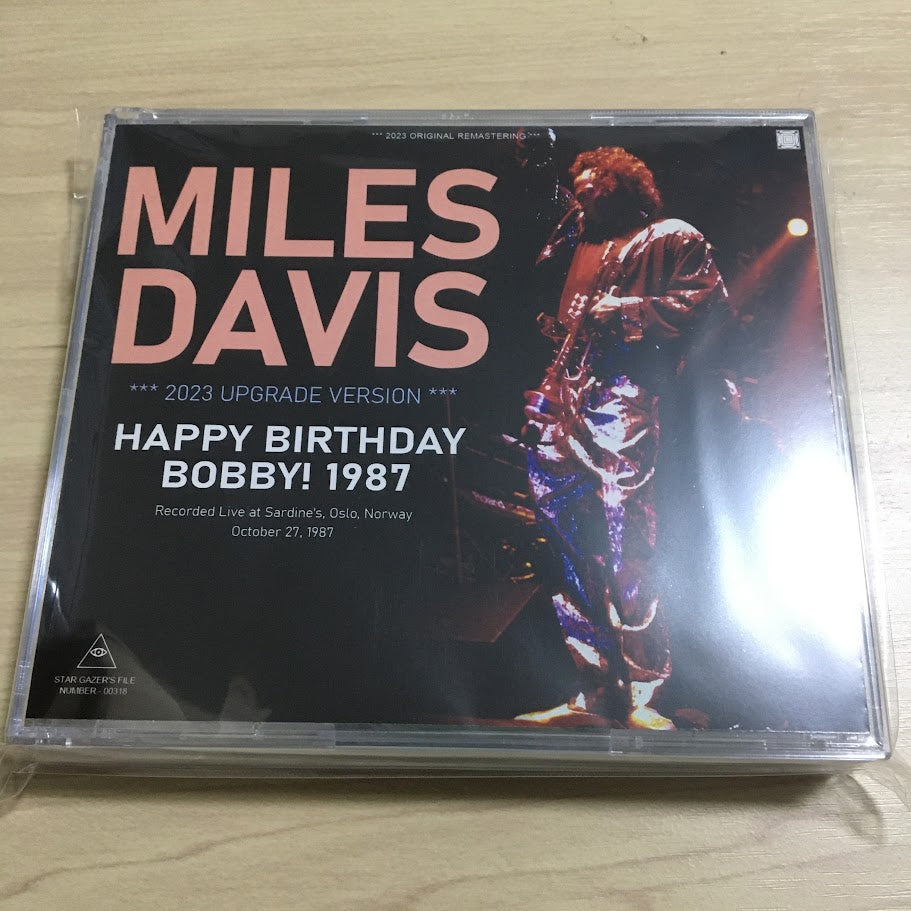 *** 2023 ORIGINAL REMASTERING ***
MILES
DAVIS
*** 2023 UPGRADE VERSION ***
HAPPY BIRTHDAY
BOBBY! 1987
Recorded Live at Sardine's, Oslo, Norway
October 27, 1987
STAR GAZER'S FILE
NUMBER - 00318